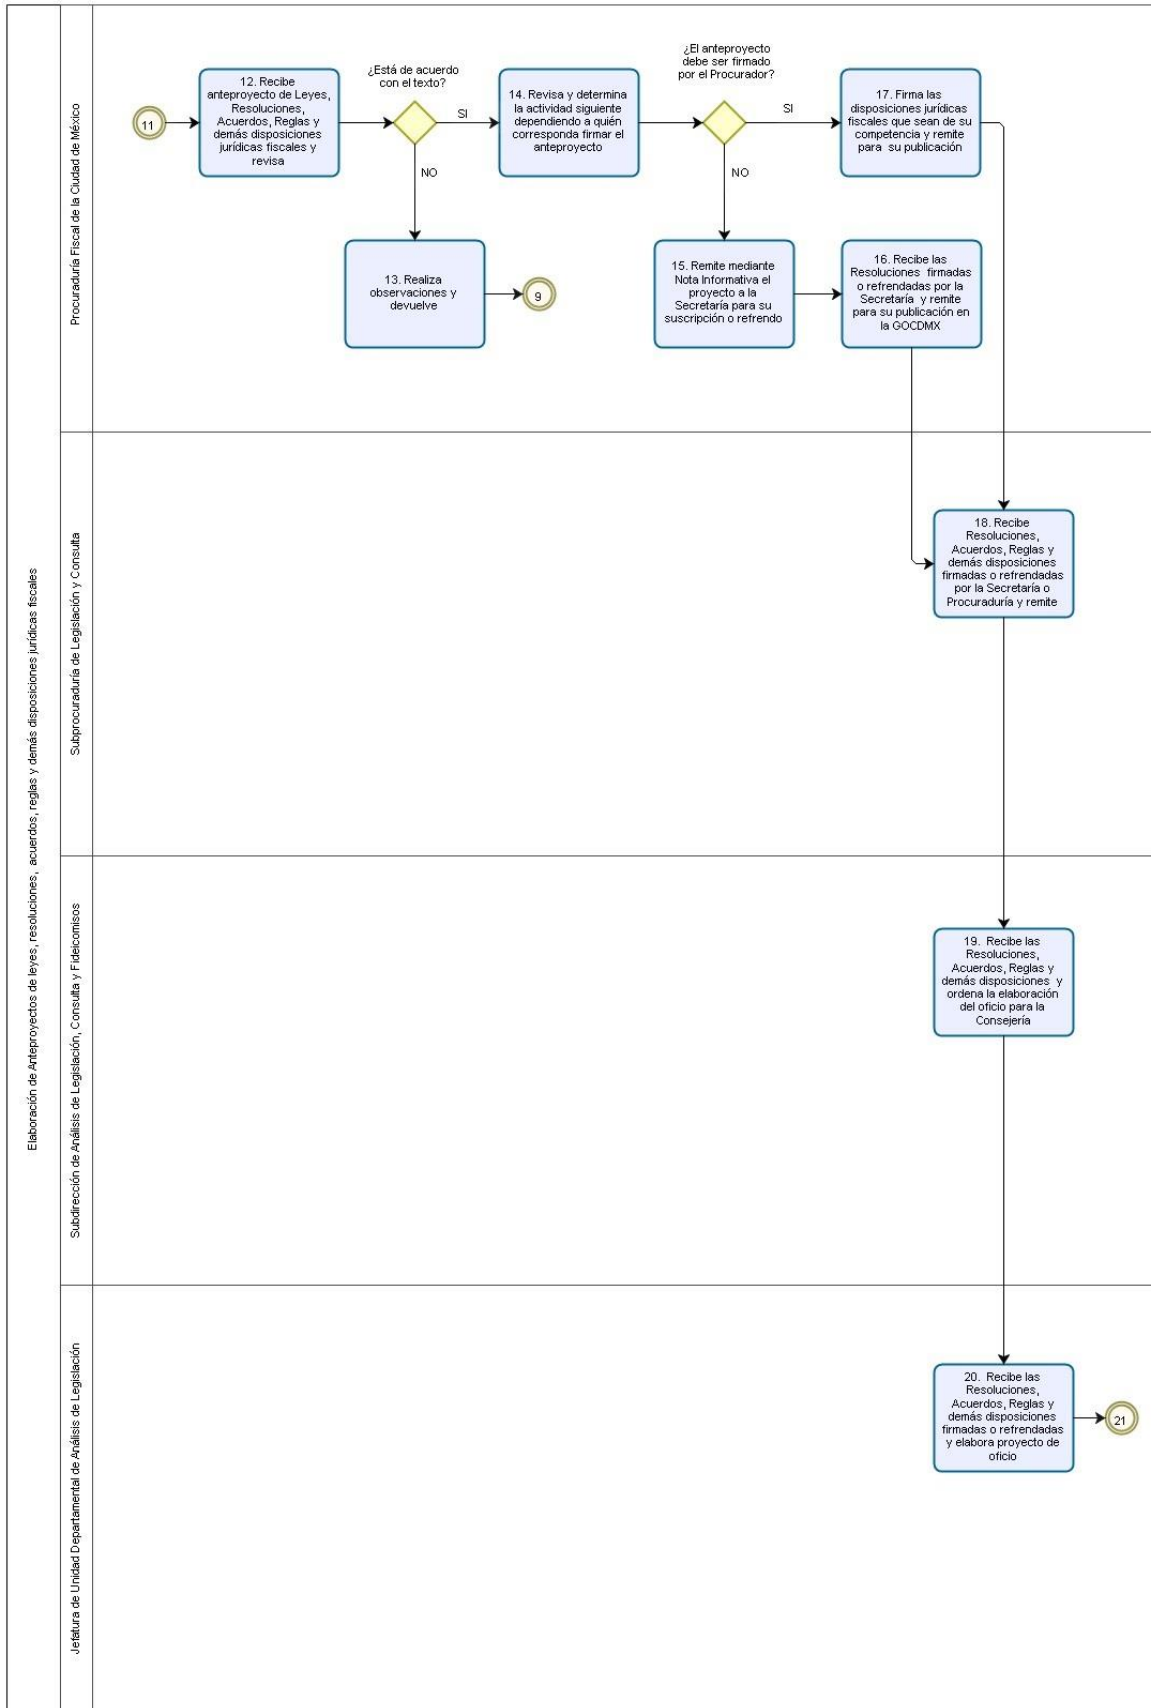 Elaboración de Anteproyectos de leyes, resoluciones, acuerdos, reglas y demás disposiciones jurídicas fiscales
Procuraduría Fiscal de la Ciudad de México
11
12. Recibe
anteproyecto de Leyes,
Resoluciones,
Acuerdos, Reglas y
demás disposiciones
jurídicas fiscales y
revisa
¿Está de acuerdo
con el texto?
SI
NO
13. Realiza
observaciones y
devuelve
9
14. Revisa y determina
la actividad siguiente
dependiendo a quién
corresponda firmar el
anteproyecto
¿El anteproyecto
debe ser firmado
por el Procurador?
SI
NO
17. Firma las
disposiciones jurídicas
fiscales que sean de su
competencia y remite
para su publicación
15. Remite mediante
Nota Informativa el
proyecto a la
Secretaría para su
suscripción o refrendo
16. Recibe las
Resoluciones firmadas
o refrendadas por la
Secretaría y remite
para su publicación en
la GOCDMX
Subprocuraduría de Legislación y Consulta
18. Recibe
Resoluciones,
Acuerdos, Reglas y
demás disposiciones
firmadas o refrendadas
por la Secretaría o
Procuraduría y remite
Subdirección de Análisis de Legislación, Consulta y Fideicomisos
19. Recibe las
Resoluciones,
Acuerdos, Reglas y
demás disposiciones y
ordena la elaboración
del oficio para la
Consejería
Jefatura de Unidad Departamental de Análisis de Legislación
20. Recibe las
Resoluciones,
Acuerdos, Reglas y
demás disposiciones
firmadas o refrendadas
y elabora proyecto de
oficio
21